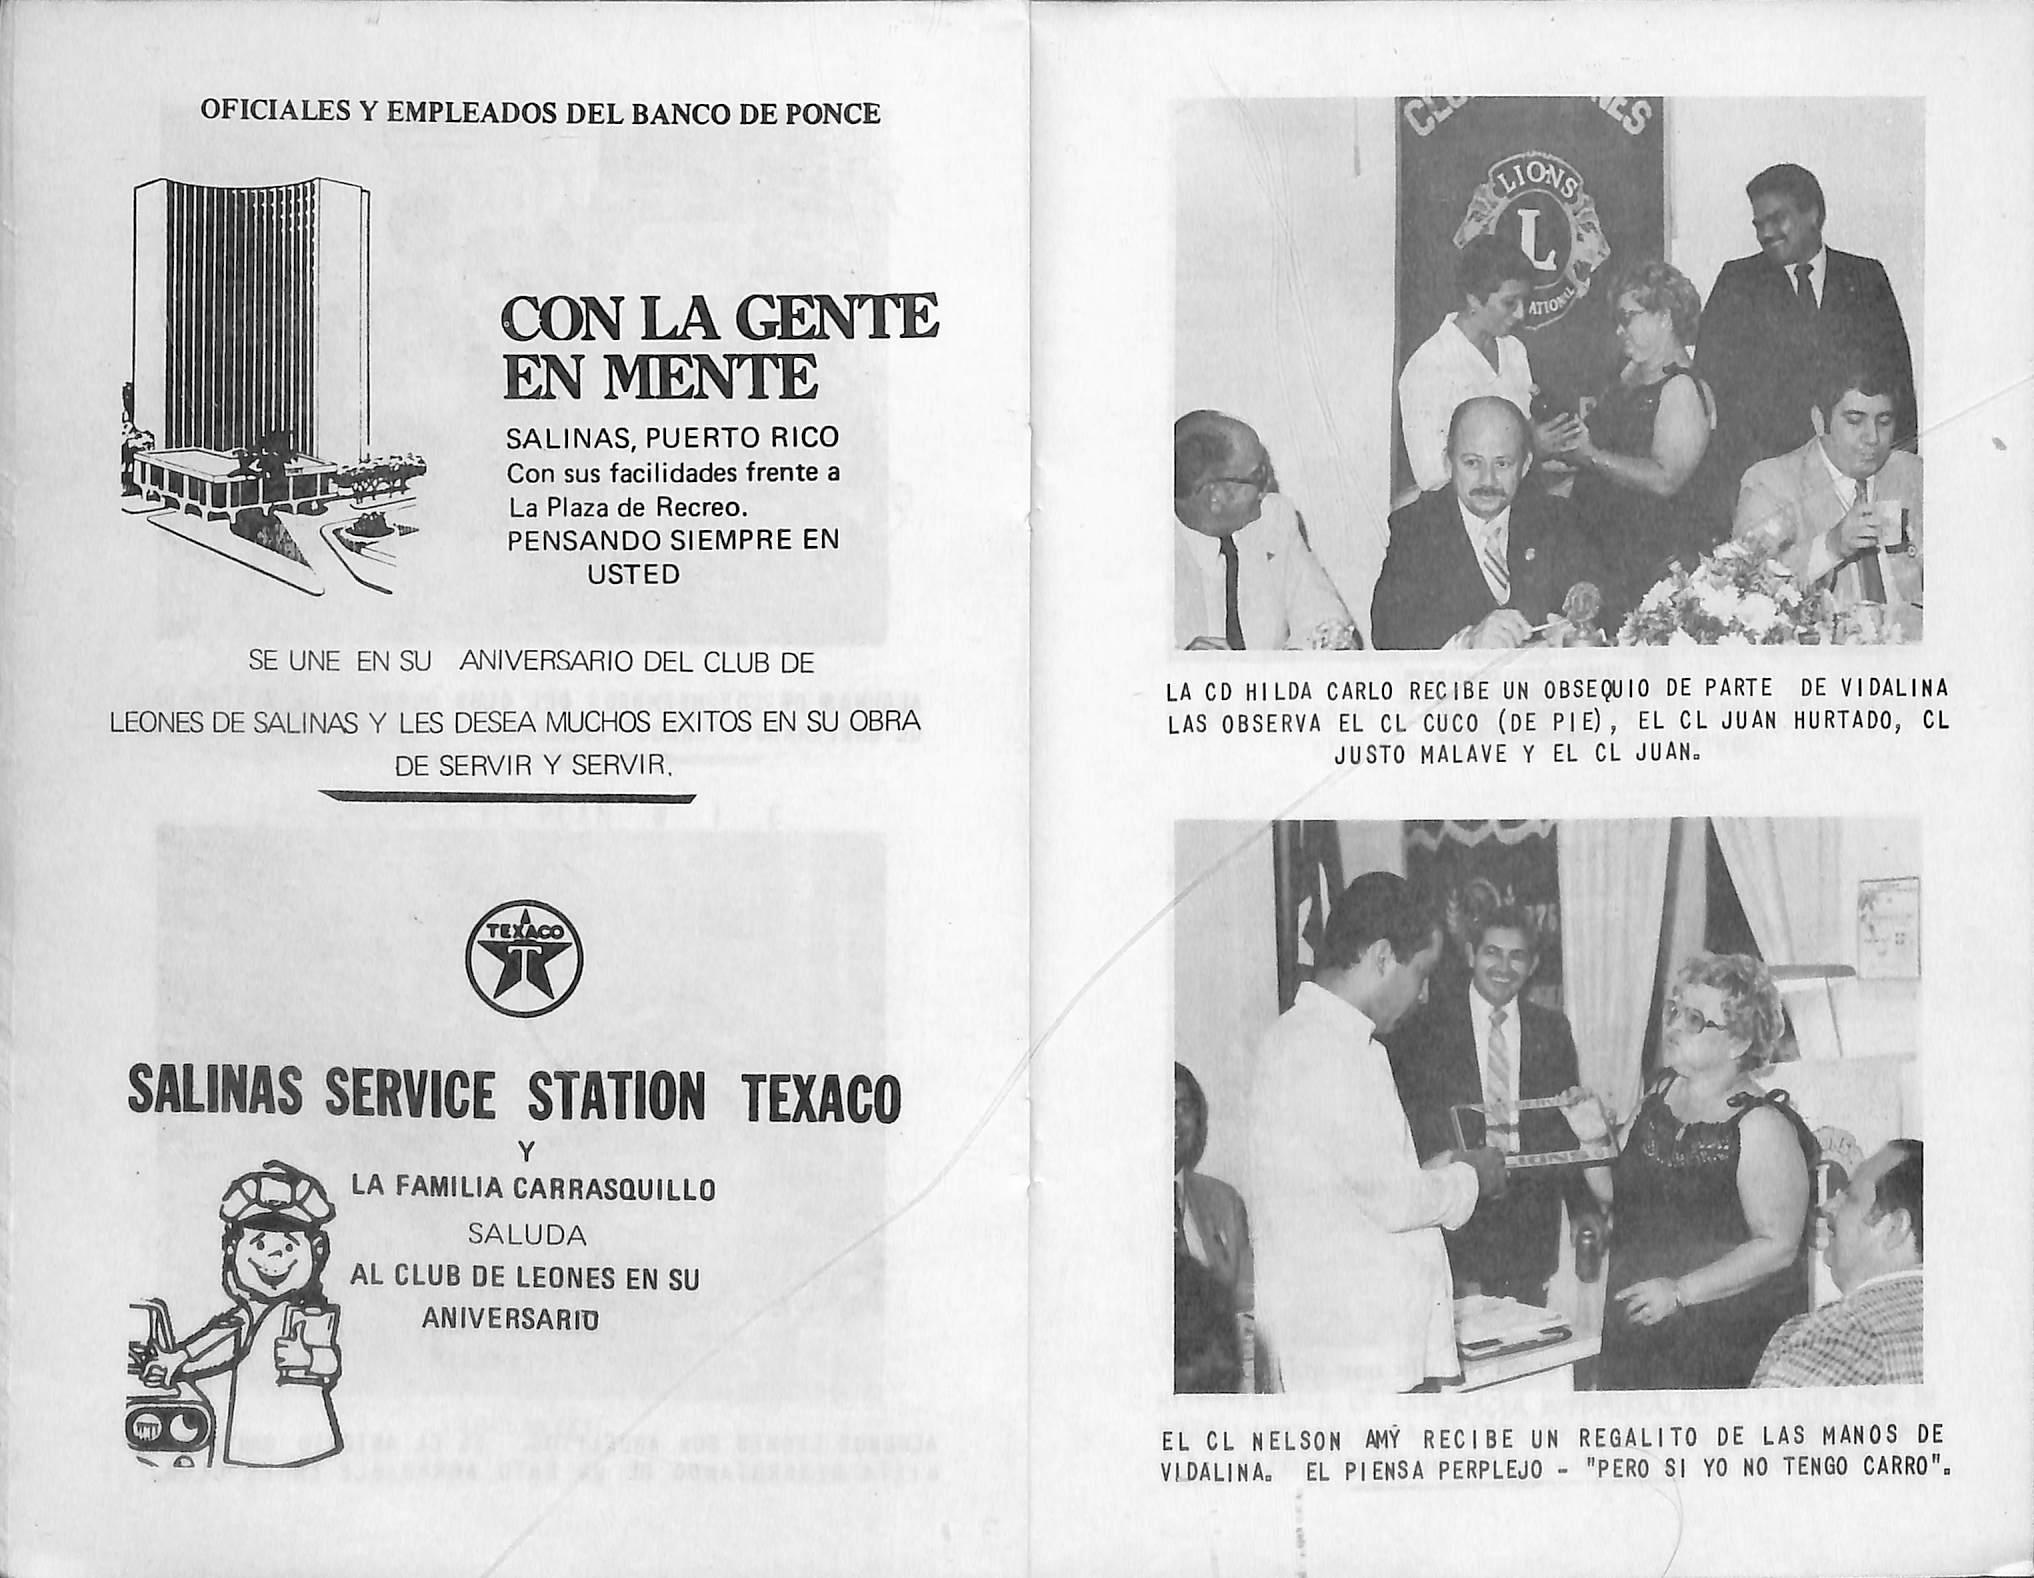 OFICIALES Y EMPLEADOS DEL BANCO DE PONCE
CON LA GENTE
EN MENTE
SALINAS, PUERTO RICO
Con sus facilidades frente a
La Plaza de Recreo.
PENSANDO SIEMPRE EN
USTED
SE UNE EN SU ANIVERSARIO DEL CLUB DE
LEONES DE SALINAS Y LES DESEA MUCHOS EXITOS EN SU OBRA
DE SERVIR Y SERVIR.
TEXACO
T
SALINAS SERVICE STATION TEXACO
Y
LA FAMILIA CARRASQUILLO
SALUDA
AL CLUB DE LEONES EN SU
ANIVERSARIO
LIONS
L
LA CD HILDA CARLO RECIBE UN OBSEQUIO DE PARTE DE VIDALINA
LAS OBSERVA EL CL CUCO (DE PIE), EL CL JUAN HURTADO, CL
JUSTO MALAVE Y EL CL JUAN.
LIONS
EL CL NELSON AMY RECIBE UN REGALITO DE LAS MANOS DE
VIDALINA. EL PIENSA PERPLEJO - "PERO SI YO NO TENGO CARRO".